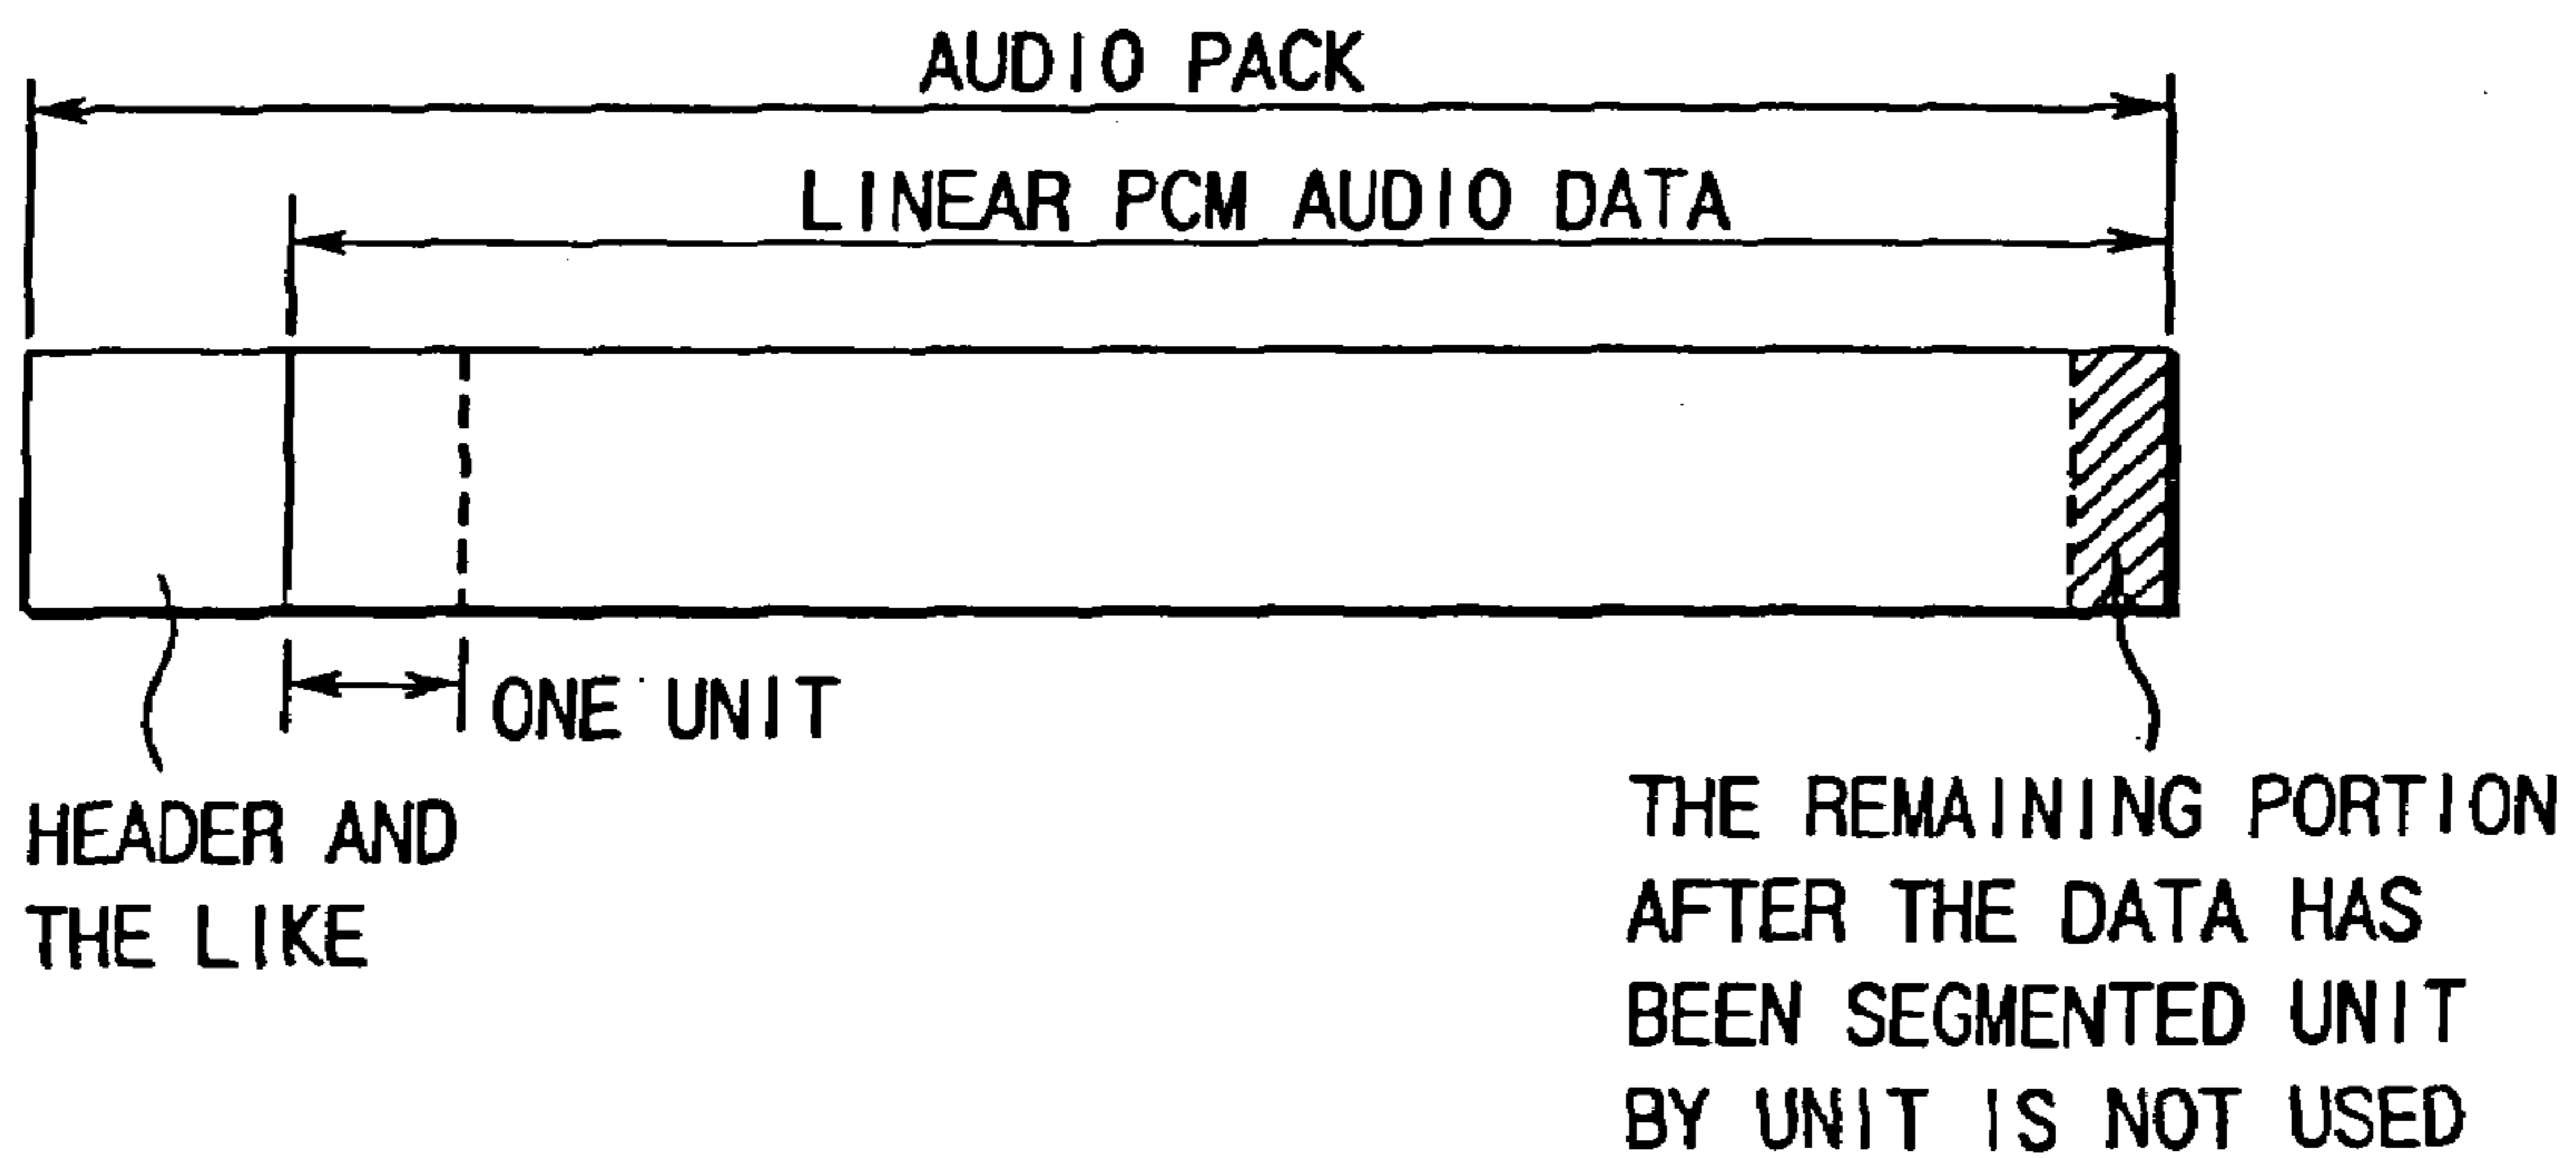 AUDIO PACK
LINEAR PCM AUDIO DATA
ONE UNIT
HEADER AND
THE LIKE
THE REMAINING PORTION
AFTER THE DATA HAS
BEEN SEGMENTED UNIT
BY UNIT IS NOT USED